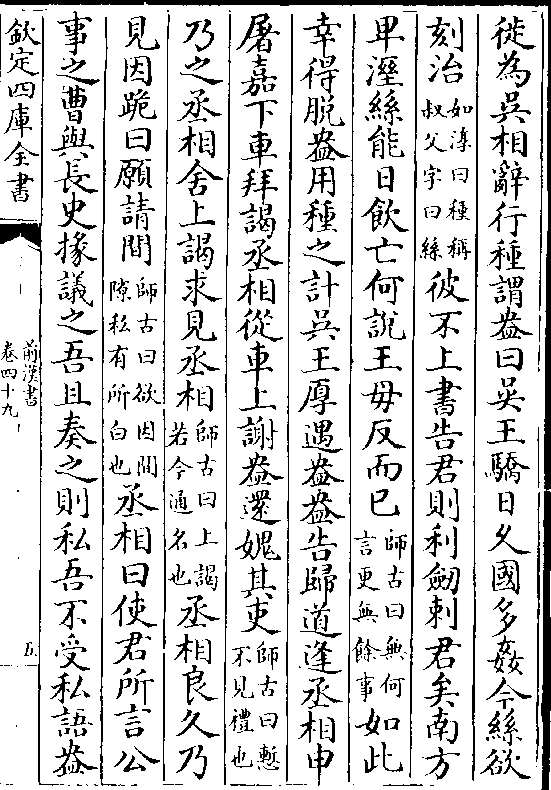 徙為吳相辭行種謂盎曰吳王驕日久國多姦今絲欲
刻治如淳曰種稱叔父字曰絲彼不上書告君則利劒刺君矣南方
卑溼絲能日飲亡何說王毋反而已師古曰無何言更無餘事如此
幸得脱盎用種之計吳王厚遇盎盎告歸道逢丞相申
屠嘉下車拜謁丞相從車上謝盎還媿其吏師古曰慙不見禮也
乃之丞相舍上謁求見丞相師古曰上謁若今通名也丞相良久乃
見因跪曰願請間師古曰欲因間隙私有所白也丞相曰使君所言公
事之曹與長史掾議之吾且奏之則私吾不受私語盎
欽定四庫全書
前漢書
卷四十九
五